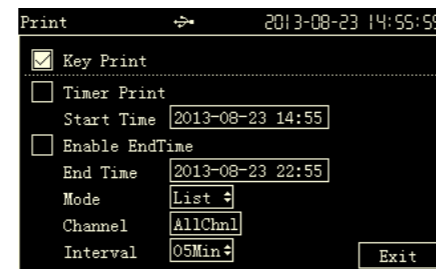 Print 2013-08-23 14:55:59
Key Print
Timer Print
Start Time 2013-08-23 14:55
Enable EndTime
End Time 2013-08-23 22:55
Mode List
Channel AllChnl
Interval 05Min
Exit